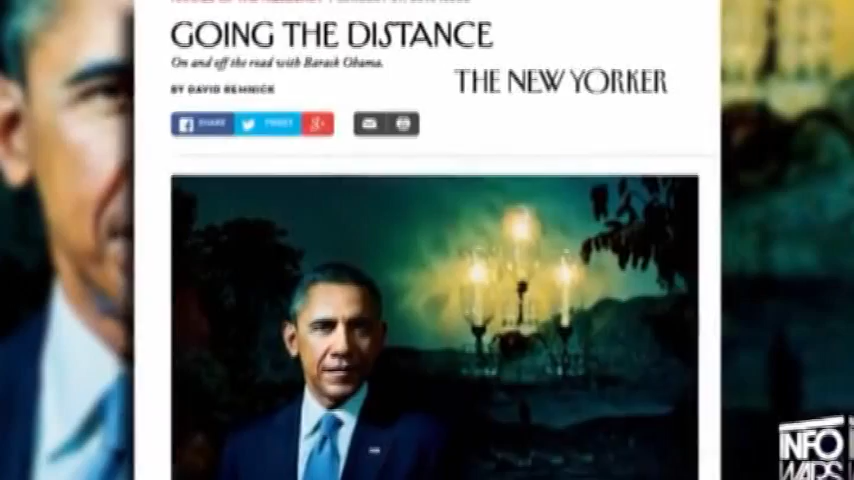 GOING THE DISTANCE
On and off the road with Barack Obama.
THE NEW YORKER
BY DAVID REMNICK
SHARE
TWEET
g+
INFO
WARS